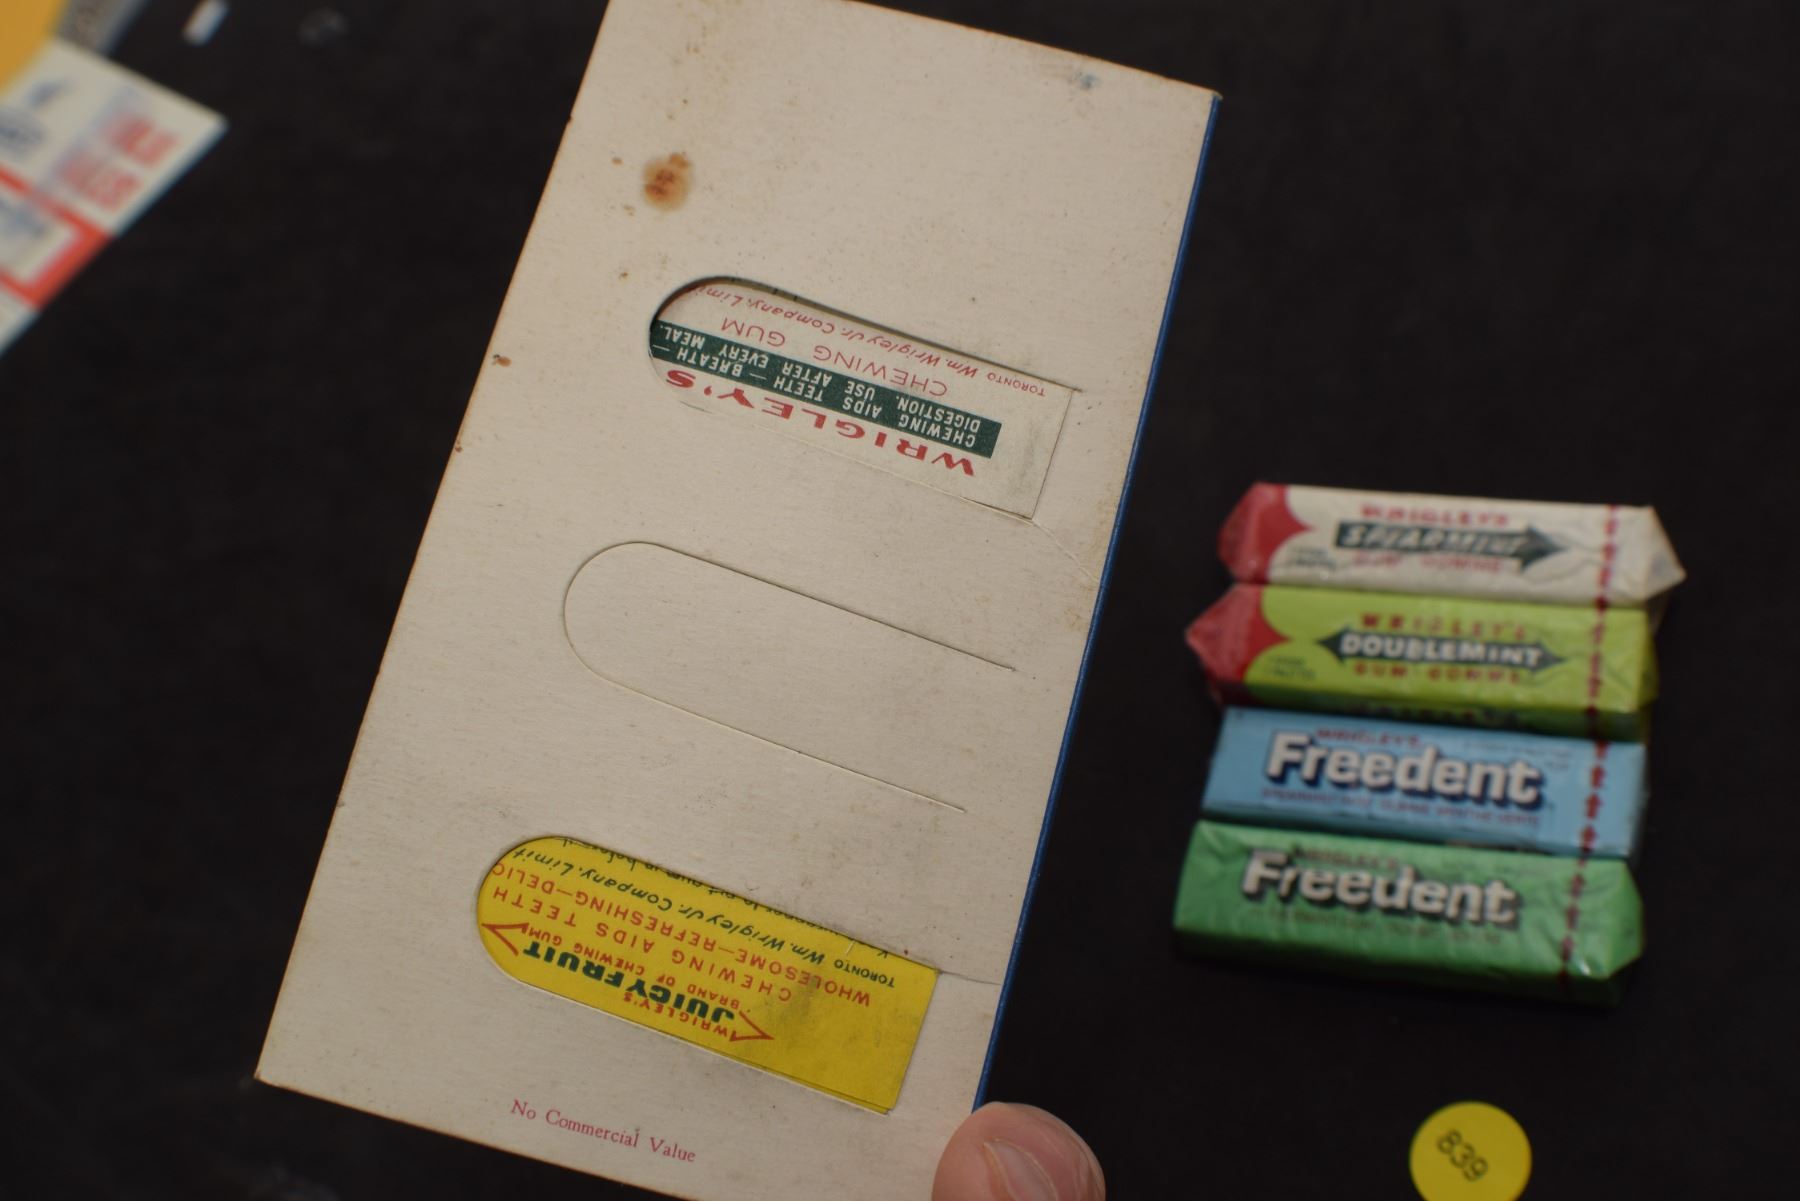 TORONTO Wm. Wrigley Jr. Company. Limit
CHEWING GUM
CHEWING AIDS TEETH — BREATH —
DIGESTION. USE AFTER EVERY MEAL.
WRIGLEY'S
TORONTO Wm. Wrigley Jr. Company. Limit
WHOLESOME—REFRESHING—DELIC
CHEWING AIDS TEETH
WRIGLEY'S
JUICY FRUIT
BRAND OF CHEWING GUM
No Commercial Value
WRIGLEY'S
SPEARMINT
WRIGLEY'S
DOUBLEMINT
GUM GOMME
WRIGLEY'S
Freedent
WRIGLEY'S
Freedent
839